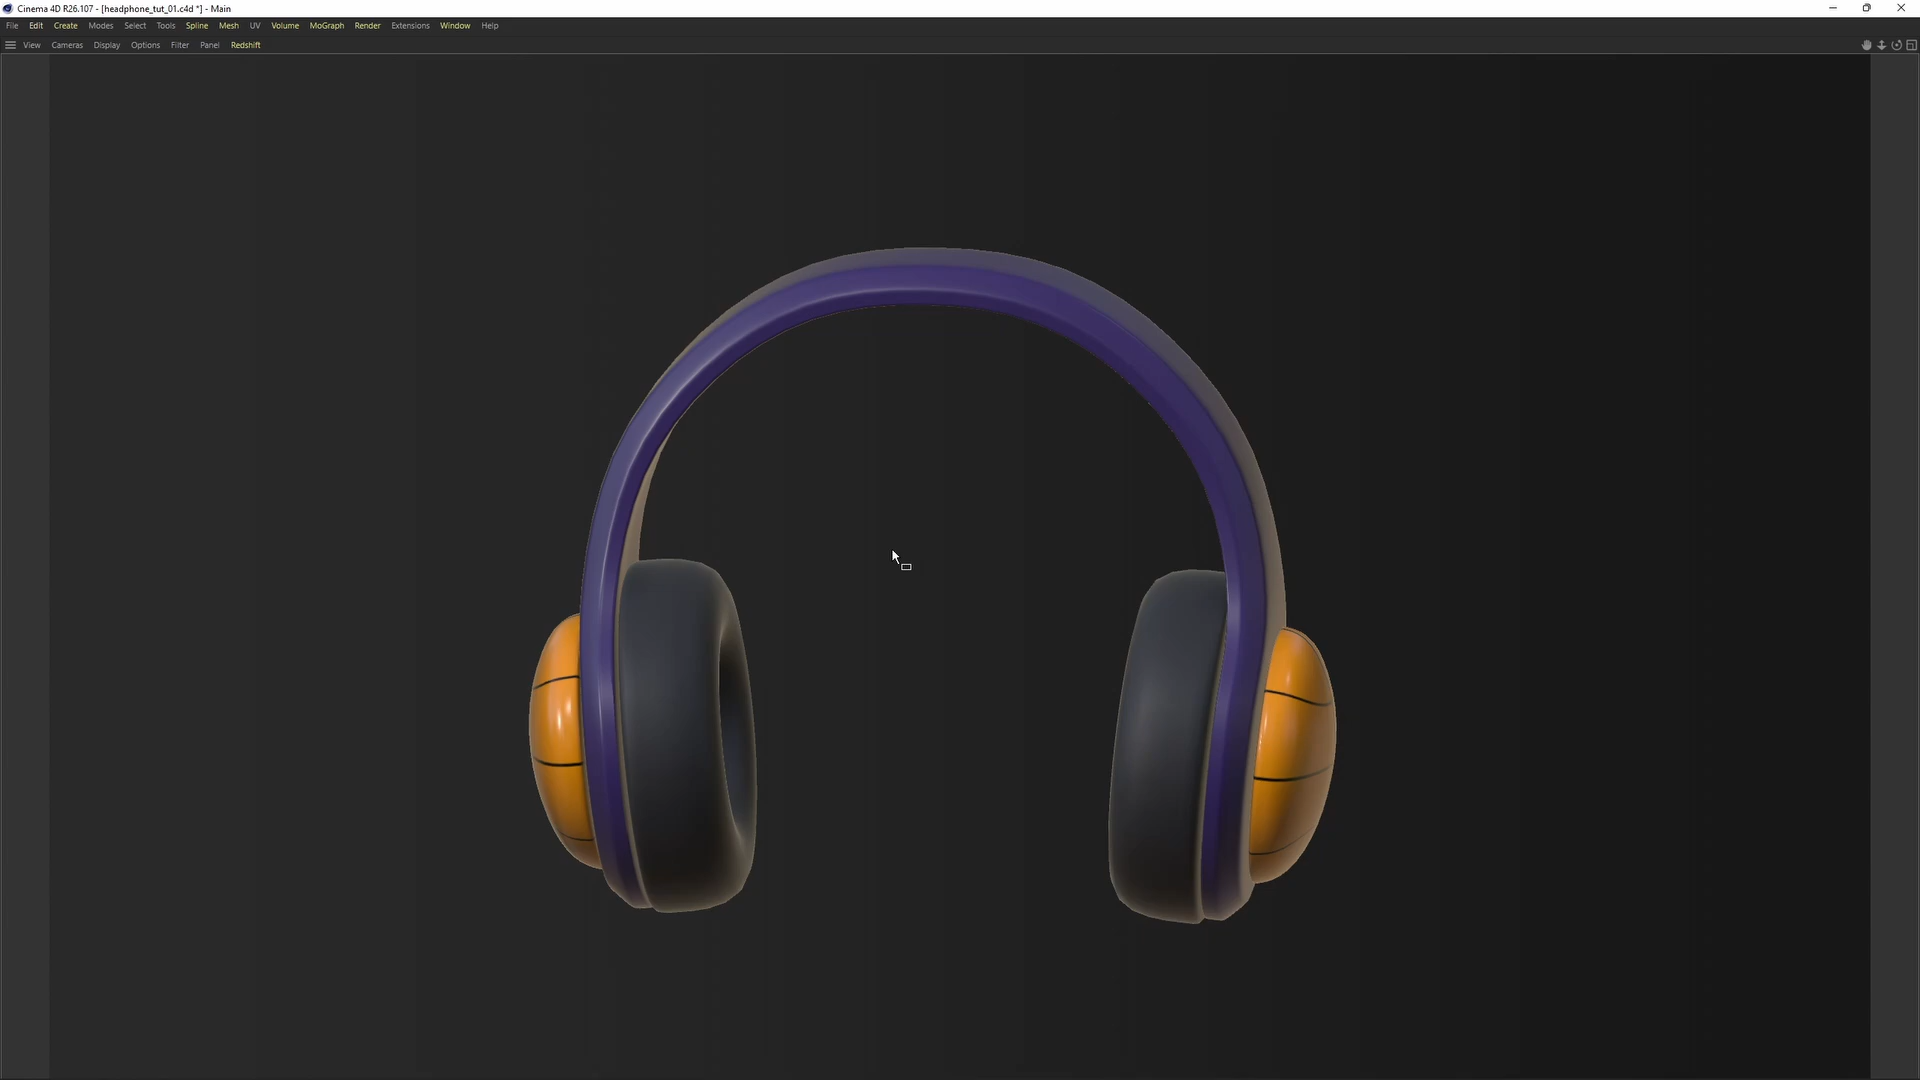 Cinema 4D R26.107 - [headphone_tut_01.c4d *] - Main
File Edit Create Modes Select Tools Spline Mesh UV Volume MoGraph Render Extensions Window Help
View Cameras Display Options Filter Panel Redshift